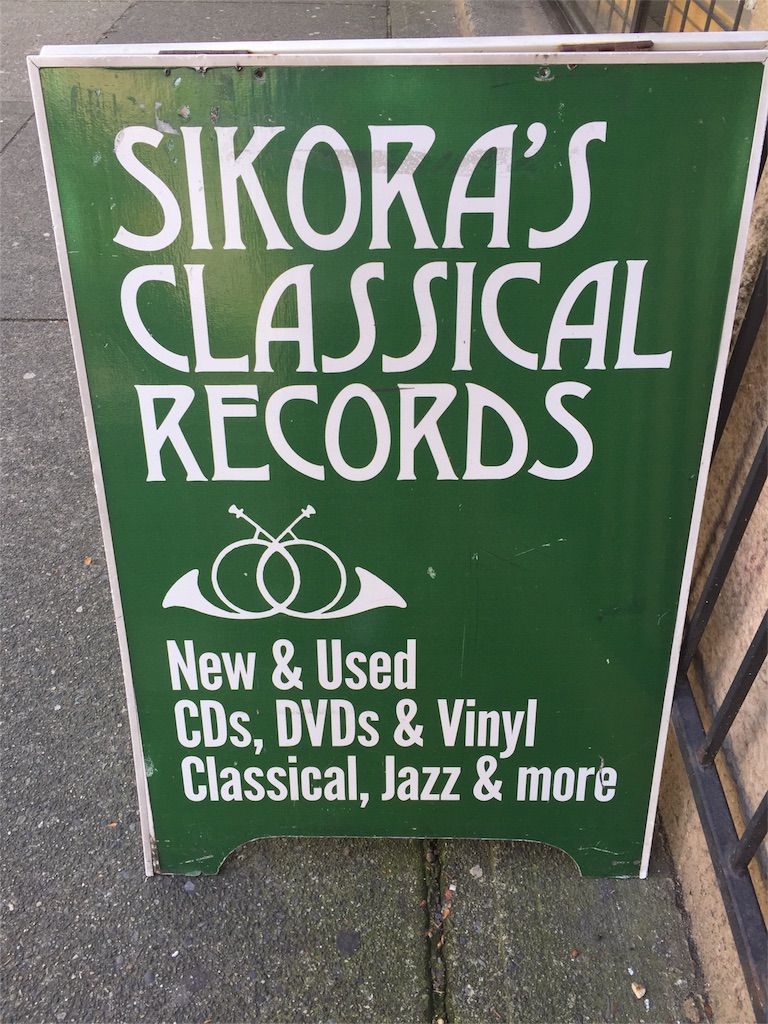 SIKORA'S
CLASSICAL
RECORDS
New & Used
CDs, DVDs & Vinyl
Classical, Jazz & more